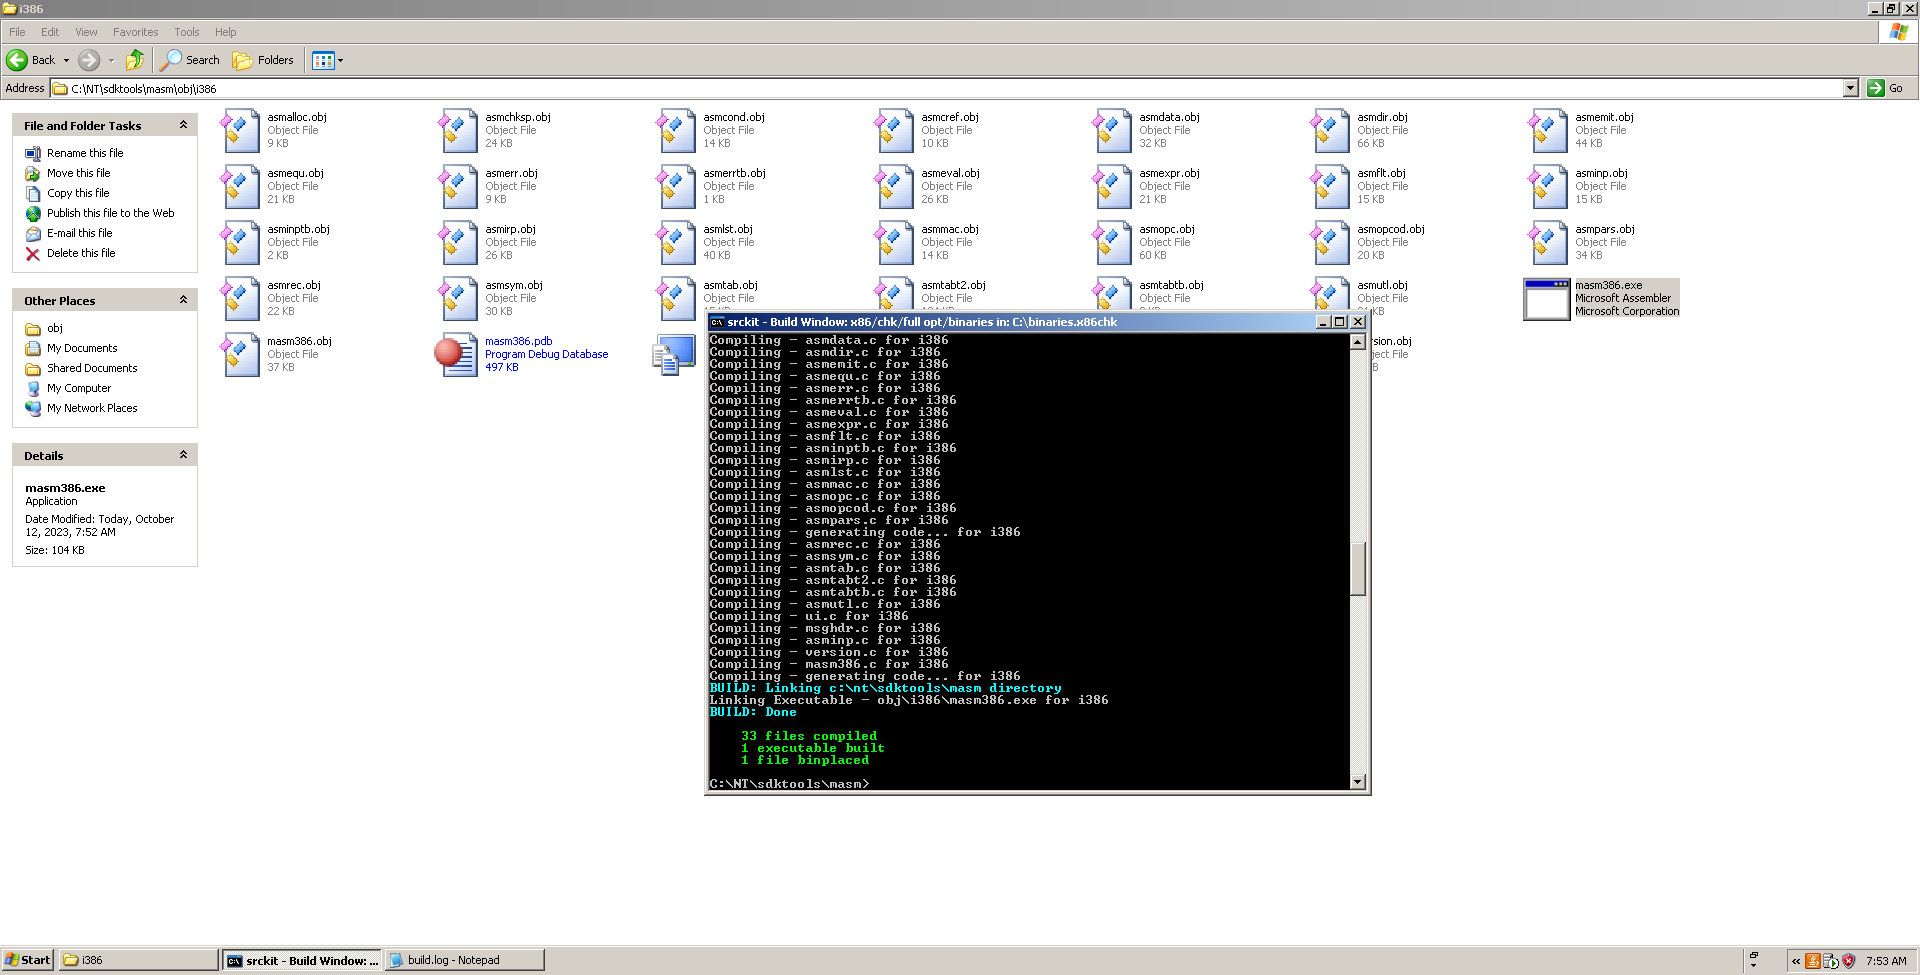 i386
File Edit View Favorites Tools Help
Back Search Folders
Address C:\NT\sdktools\masm\obj\i386 Go
File and Folder Tasks
Rename this file
Move this file
Copy this file
Publish this file to the Web
E-mail this file
Delete this file
Other Places
obj
My Documents
Shared Documents
My Computer
My Network Places
Details
masm386.exe
Application
Date Modified: Today, October
12, 2023, 7:52 AM
Size: 104 KB
asmalloc.obj
Object File
9 KB
asmchksp.obj
Object File
24 KB
asmcond.obj
Object File
14 KB
asmcref.obj
Object File
10 KB
asmdata.obj
Object File
32 KB
asmdir.obj
Object File
66 KB
asmemit.obj
Object File
44 KB
asmequ.obj
Object File
21 KB
asmerr.obj
Object File
9 KB
asmerrtb.obj
Object File
1 KB
asmeval.obj
Object File
26 KB
asmexpr.obj
Object File
21 KB
asmflt.obj
Object File
15 KB
asminp.obj
Object File
15 KB
asminptb.obj
Object File
2 KB
asmirp.obj
Object File
26 KB
asmlst.obj
Object File
40 KB
asmmac.obj
Object File
14 KB
asmopc.obj
Object File
60 KB
asmopcod.obj
Object File
20 KB
asmpars.obj
Object File
34 KB
asmrec.obj
Object File
22 KB
asmsym.obj
Object File
30 KB
asmtab.obj
Object File
asmtabt2.obj
Object File
asmtabtb.obj
Object File
asmutl.obj
Object File
masm386.exe
Microsoft Assembler
Microsoft Corporation
masm386.obj
Object File
37 KB
masm386.pdb
Program Debug Database
497 KB
rsion.obj
srckit - Build Window: x86/chk/full opt/binaries in: C:\binaries.x86chk
Compiling - asmdata.c for i386
Compiling - asmdir.c for i386
Compiling - asmemit.c for i386
Compiling - asmequ.c for i386
Compiling - asmerr.c for i386
Compiling - asmerrtb.c for i386
Compiling - asmeval.c for i386
Compiling - asmexpr.c for i386
Compiling - asmflt.c for i386
Compiling - asminptb.c for i386
Compiling - asmirp.c for i386
Compiling - asmlst.c for i386
Compiling - asmmac.c for i386
Compiling - asmopc.c for i386
Compiling - asmopcod.c for i386
Compiling - asmpars.c for i386
Compiling - generating code... for i386
Compiling - asmrec.c for i386
Compiling - asmsym.c for i386
Compiling - asmtab.c for i386
Compiling - asmtabt2.c for i386
Compiling - asmtabtb.c for i386
Compiling - asmutl.c for i386
Compiling - ui.c for i386
Compiling - msghdr.c for i386
Compiling - asminp.c for i386
Compiling - version.c for i386
Compiling - masm386.c for i386
Compiling - generating code... for i386
BUILD: Linking c:\nt\sdktools\masm directory
Linking Executable - obj\i386\masm386.exe for i386
BUILD: Done
33 files compiled
1 executable built
1 file binplaced
C:\NT\sdktools\masm>
Start i386 srckit - Build Window: ... build.log - Notepad 7:53 AM